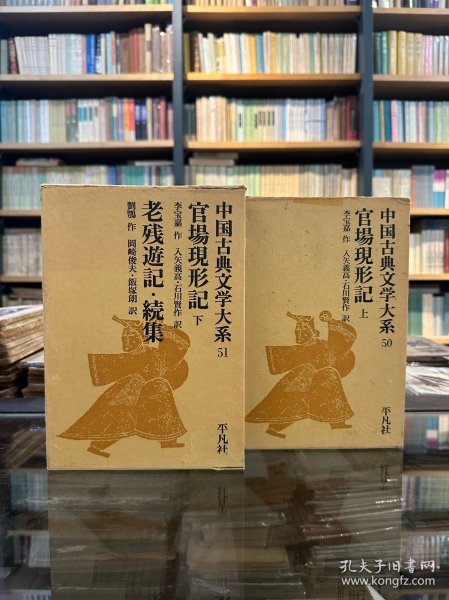 中国古典文学大系 51
官場現形記 下
李宝嘉 作 入矢義高・石川賢作 訳
老残遊記・続集
劉鶚 作 岡崎俊夫・飯塚朗 訳
平凡社
中国古典文学大系 50
官場現形記 上
李宝嘉 作 入矢義高・石川賢作 訳
平凡社
孔夫子旧书网
www.kongfz.com